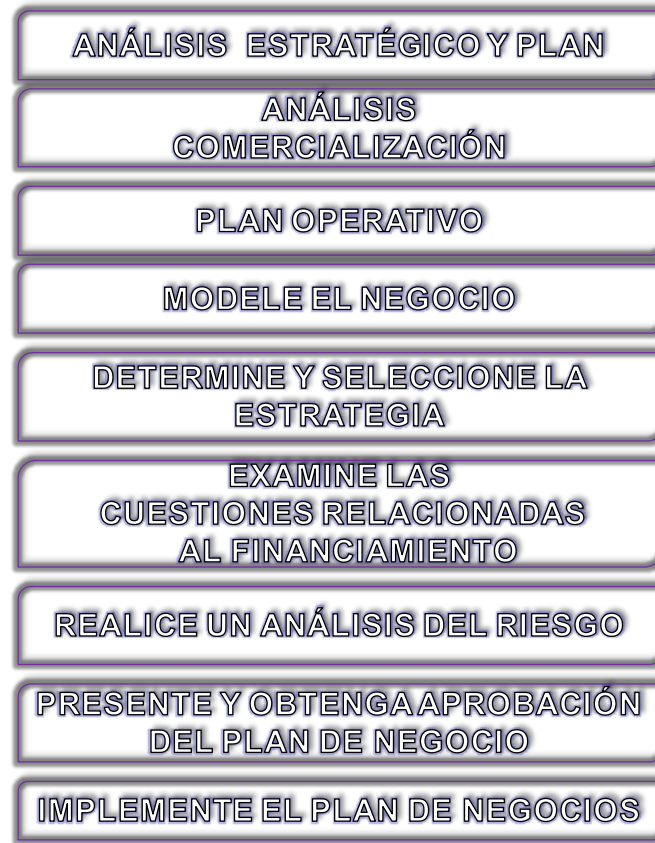 ANÁLISIS ESTRATÉGICO Y PLAN
ANÁLISIS
COMERCIALIZACIÓN
PLAN OPERATIVO
MODELE EL NEGOCIO
DETERMINE Y SELECCIONE LA
ESTRATEGIA
EXAMINE LAS
CUESTIONES RELACIONADAS
AL FINANCIAMIENTO
REALICE UN ANÁLISIS DEL RIESGO
PRESENTE Y OBTENGA APROBACIÓN
DEL PLAN DE NEGOCIO
IMPLEMENTE EL PLAN DE NEGOCIOS